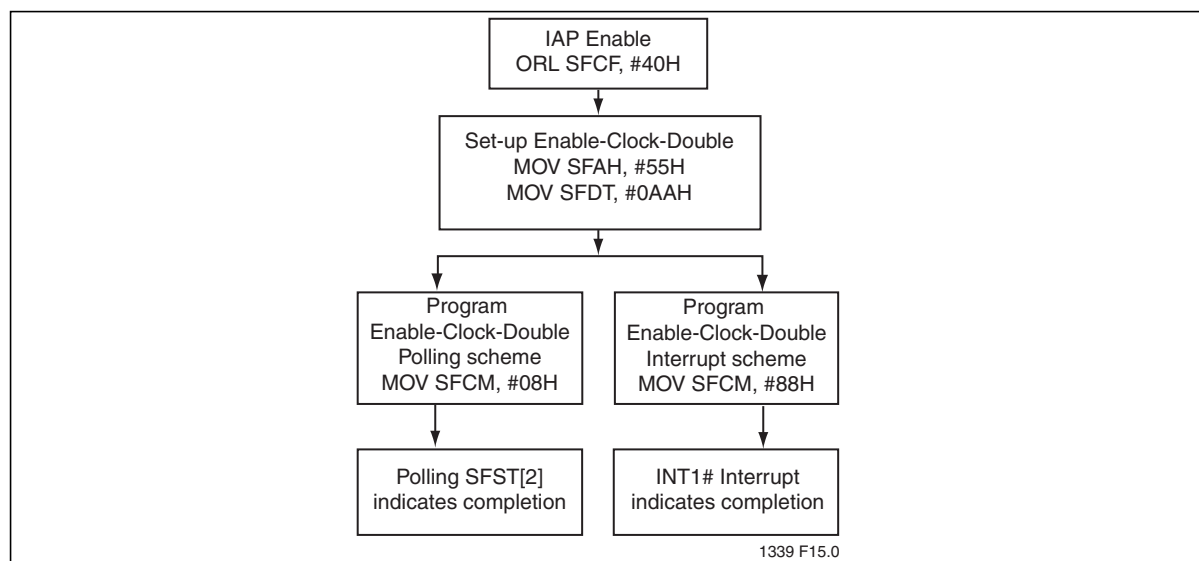 IAP Enable
ORL SFCF, #40H
Set-up Enable-Clock-Double
MOV SFAH, #55H
MOV SFDT, #0AAH
Program
Enable-Clock-Double
Polling scheme
MOV SFCM, #08H
Program
Enable-Clock-Double
Interrupt scheme
MOV SFCM, #88H
Polling SFST[2]
indicates completion
INT1# Interrupt
indicates completion
1339 F15.0